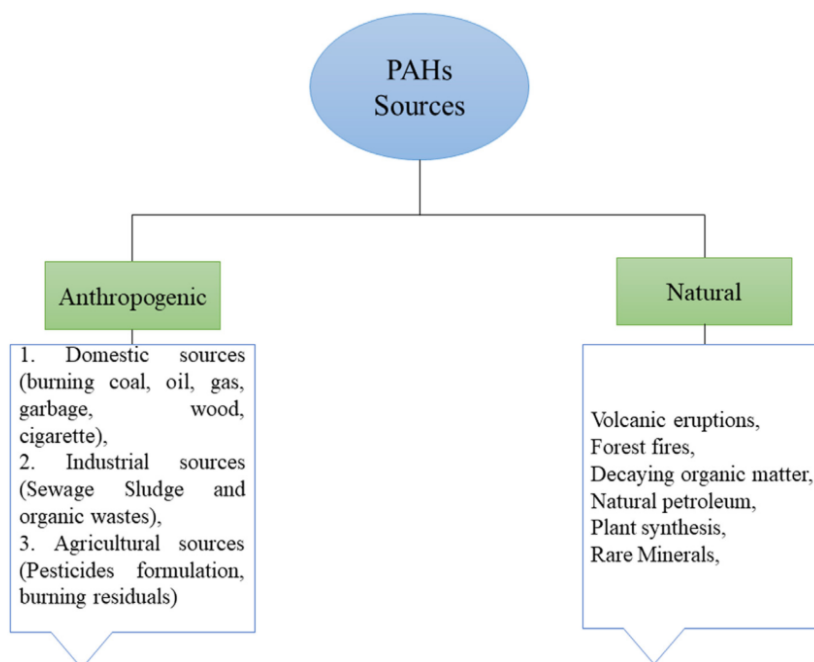 PAHs
Sources
Anthropogenic
1. Domestic sources
(burning coal, oil, gas,
garbage, wood,
cigarette),
2. Industrial sources
(Sewage Sludge and
organic wastes),
3. Agricultural sources
(Pesticides formulation,
burning residuals)
Natural
Volcanic eruptions,
Forest fires,
Decaying organic matter,
Natural petroleum,
Plant synthesis,
Rare Minerals,